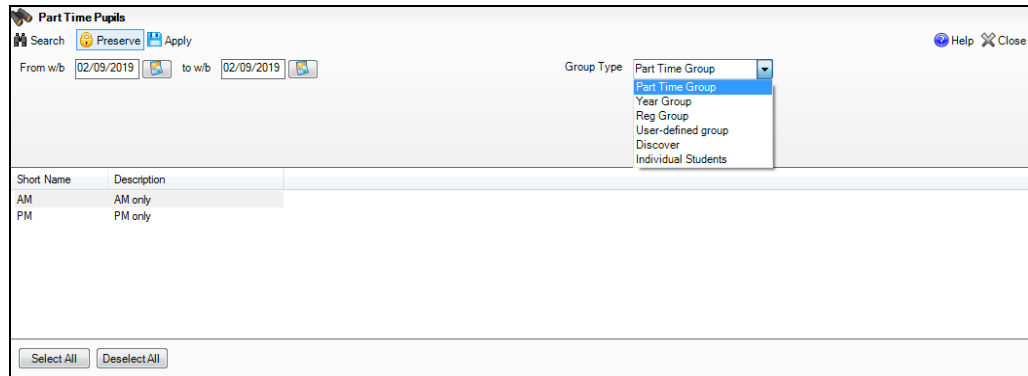 Part Time Pupils
Search Preserve Apply Help Close
From w/b 02/09/2019 to w/b 02/09/2019 Group Type Part Time Group
Part Time Group
Year Group
Reg Group
User-defined group
Discover
Individual Students
Short Name Description
AM AM only
PM PM only
Select All Deselect All